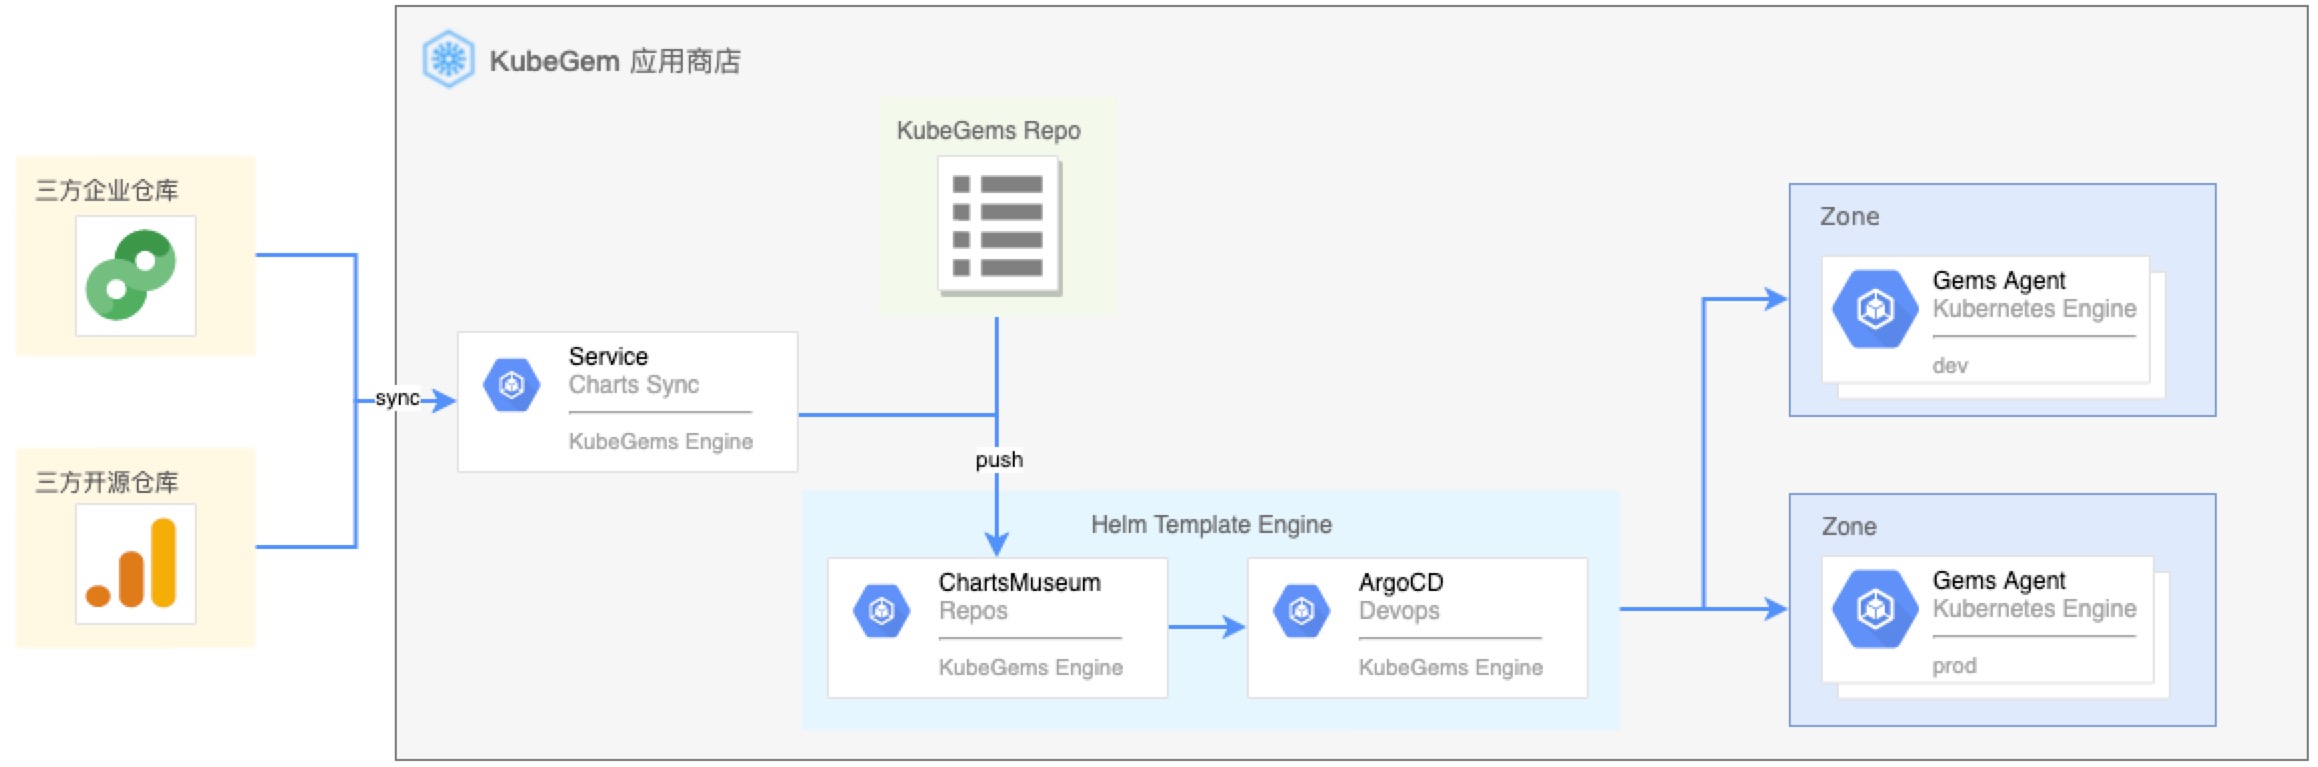 KubeGem 应用商店
三方企业仓库
三方开源仓库
sync
Service
Charts Sync
KubeGems Engine
KubeGems Repo
push
Helm Template Engine
ChartsMuseum
Repos
KubeGems Engine
ArgoCD
Devops
KubeGems Engine
Zone
Gems Agent
Kubernetes Engine
dev
Zone
Gems Agent
Kubernetes Engine
prod